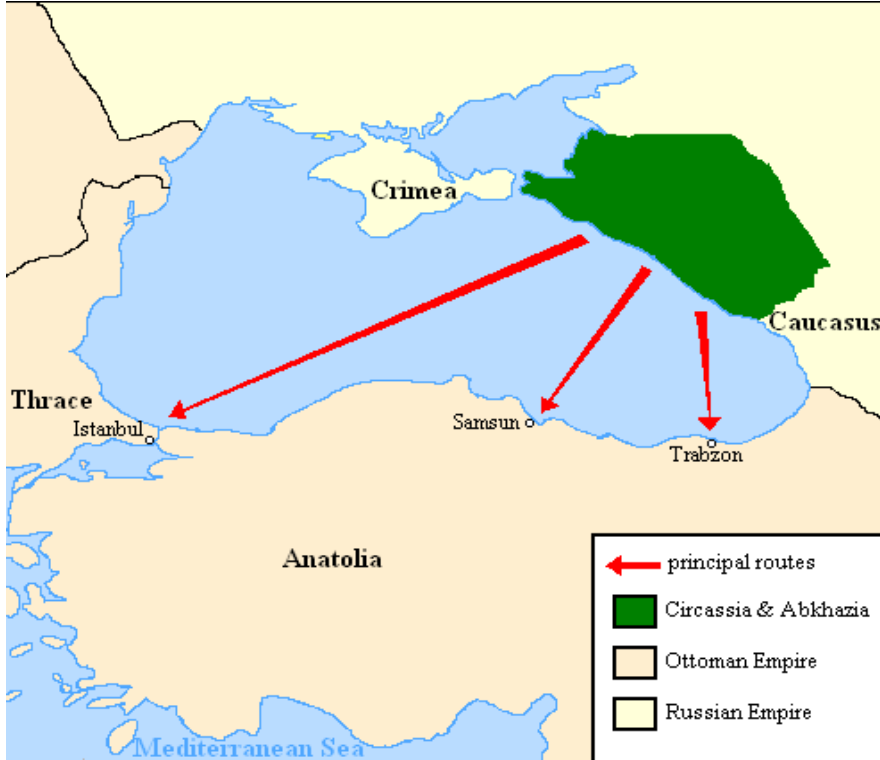 Crimea
Caucasus
Thrace
Istanbul
Samsun
Trabzon
Anatolia
principal routes
Circassia & Abkhazia
Ottoman Empire
Russian Empire
Mediterranean Sea